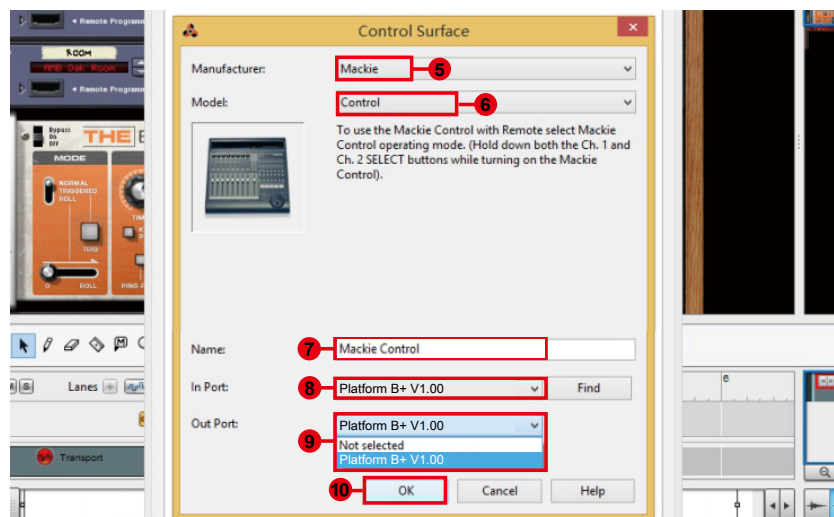 ◂ Remote Programm
ROOM
RMB Oak Room
◂ Remote Programm
Bypass
On
Off
THE E
MODE
NORMAL
TRIGGERED
ROLL
TRIG
0 ROLL
Lanes
Transport
Control Surface
Manufacturer: Mackie 5
Model: Control 6
To use the Mackie Control with Remote select Mackie
Control operating mode. (Hold down both the Ch. 1 and
Ch. 2 SELECT buttons while turning on the Mackie
Control).
Name: 7 Mackie Control
In Port: 8 Platform B+ V1.00 Find
Out Port: Platform B+ V1.00
9 Not selected
Platform B+ V1.00
10 OK Cancel Help
M S
6